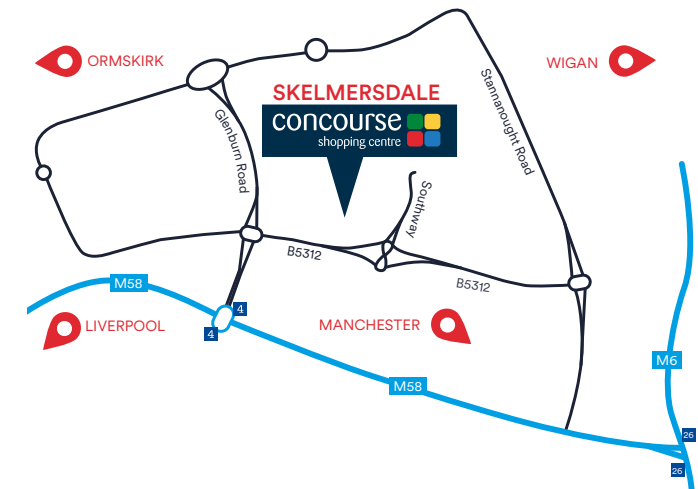 ORMSKIRK
WIGAN
SKELMERSDALE
concourse
shopping centre
Glenburn Road
Stannanought Road
Southway
B5312
B5312
M58
4
4
LIVERPOOL
MANCHESTER
M58
M6
26
26